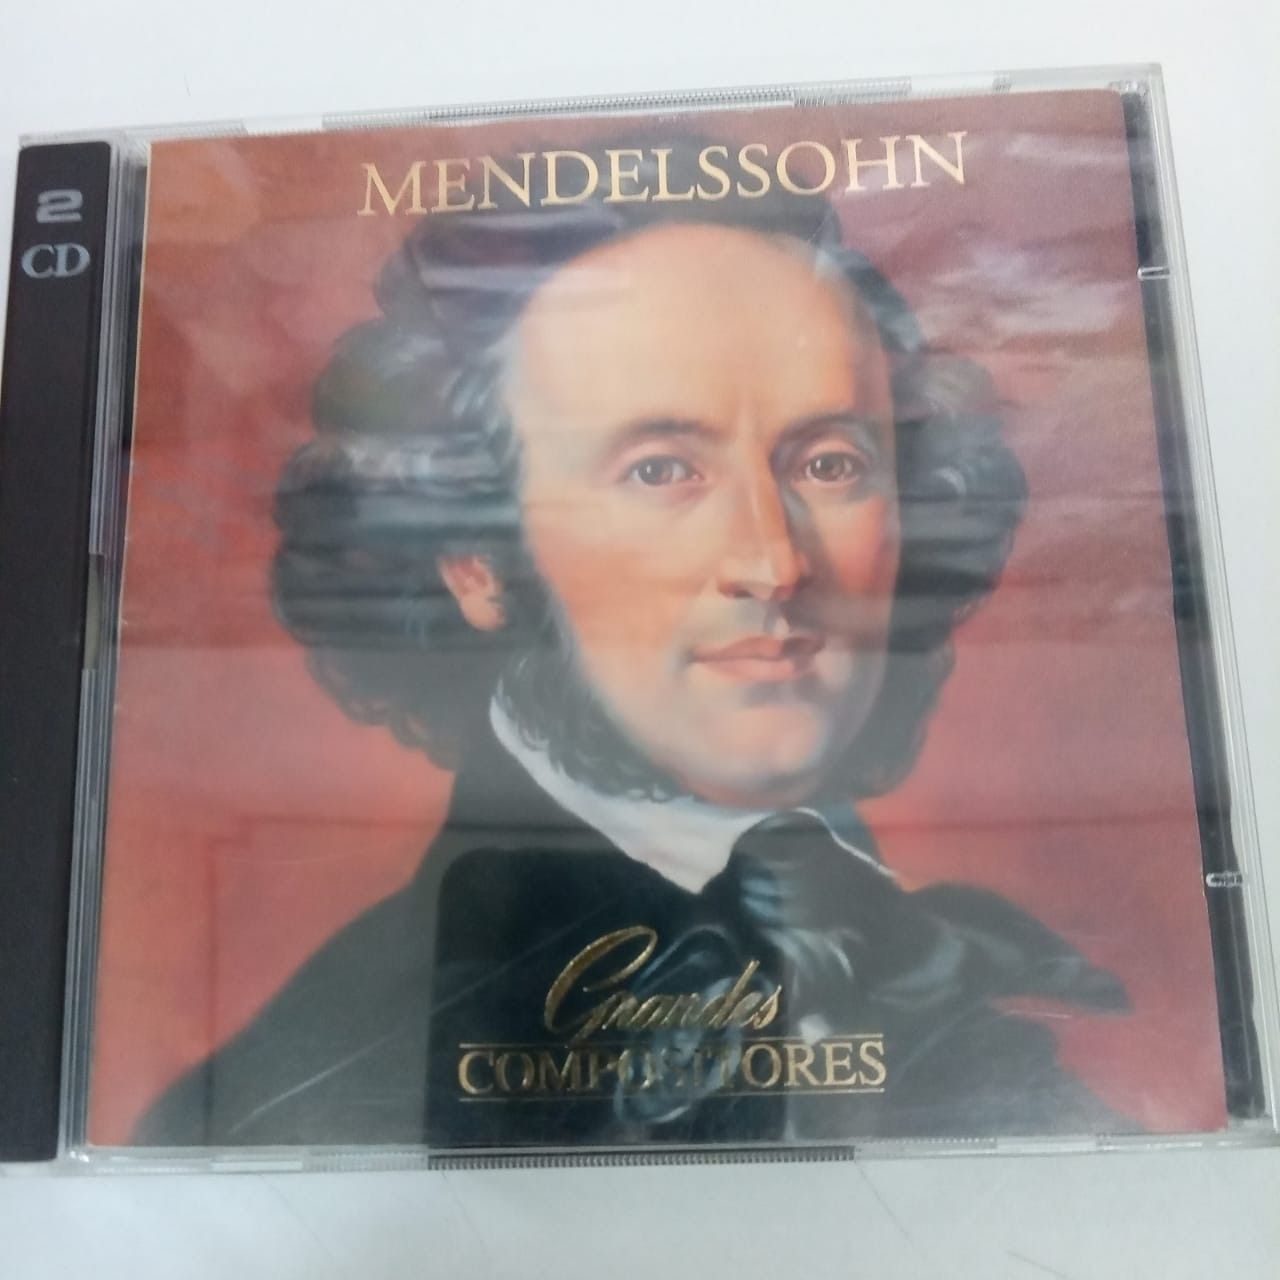 MENDELSSOHN
2
CD
Grandes
COMPOSITORES